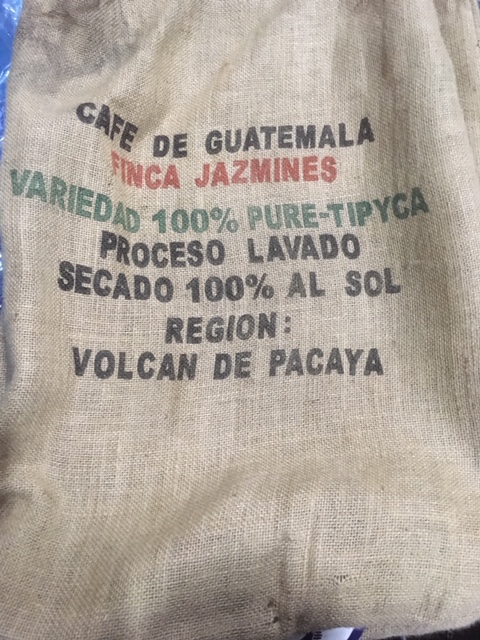 CAFE DE GUATEMALA
FINCA JAZMINES
VARIEDAD 100% PURE-TIPYCA
PROCESO LAVADO
SECADO 100% AL SOL
REGION:
VOLCAN DE PACAYA